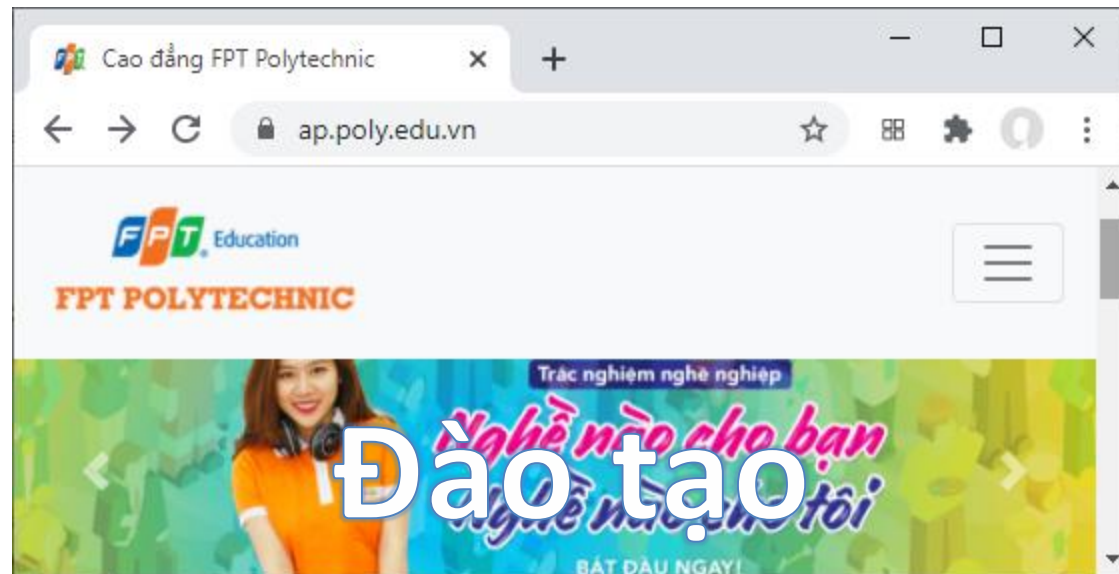 Cao đẳng FPT Polytechnic
ap.poly.edu.vn
FPT Education
FPT POLYTECHNIC
Trắc nghiệm nghề nghiệp
Nghề nào cho bạn
Đào tạo
Nghề nào cho tôi
BẮT ĐẦU NGAY!